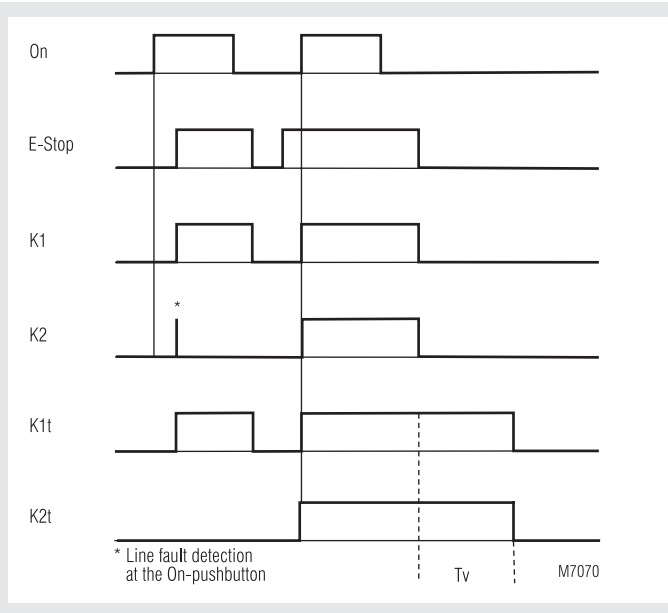 On
E-Stop
K1
*
K2
K1t
K2t
* Line fault detection
at the On-pushbutton
Tv
M7070